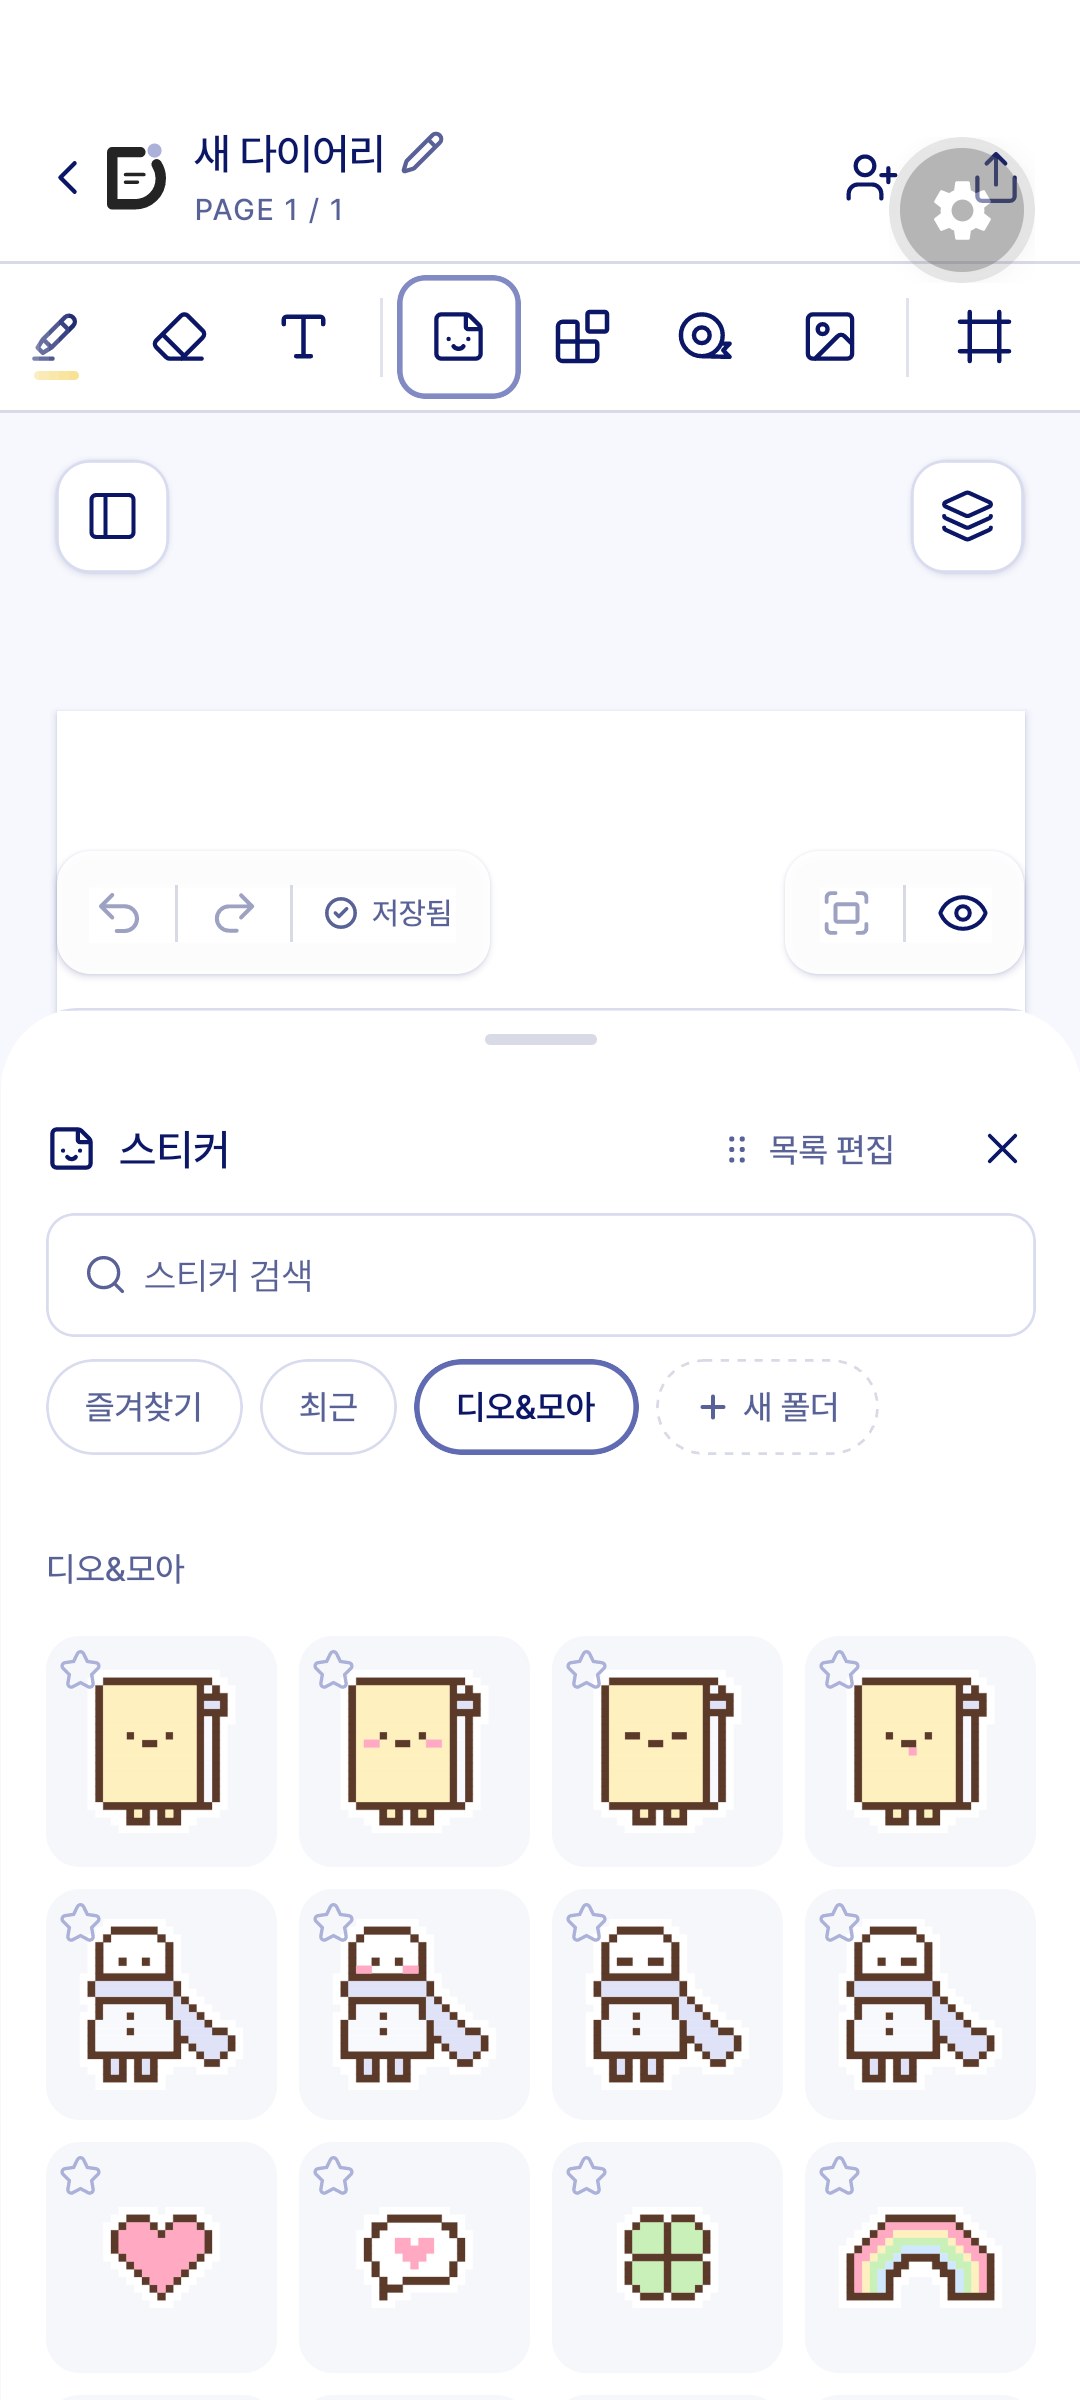 새 다이어리
PAGE 1 / 1
저장됨
스티커
목록 편집
스티커 검색
즐겨찾기
최근
디오&모아
+ 새 폴더
디오&모아